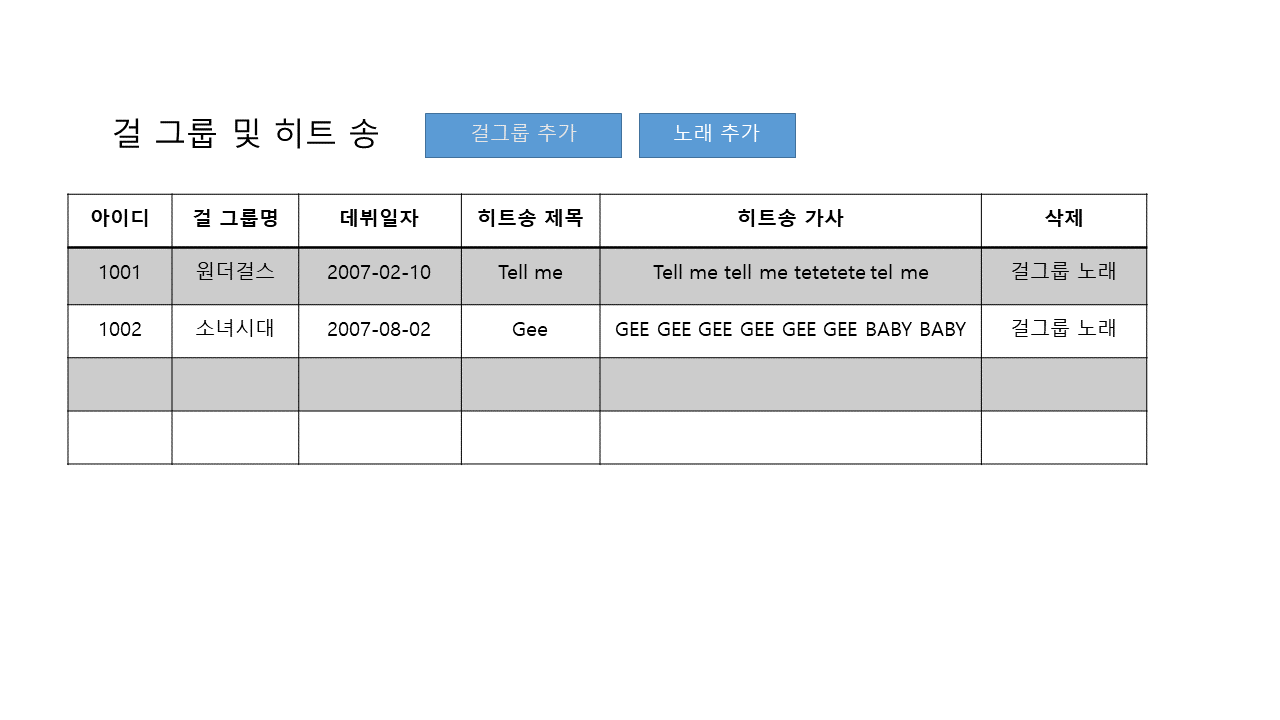 걸 그룹 및 히트 송 걸그룹 추가 노래 추가
아이디 걸 그룹명 데뷔일자 히트송 제목 히트송 가사 삭제
1001 원더걸스 2007-02-10 Tell me Tell me tell me tetetete tel me 걸그룹 노래
1002 소녀시대 2007-08-02 Gee GEE GEE GEE GEE GEE GEE BABY BABY 걸그룹 노래